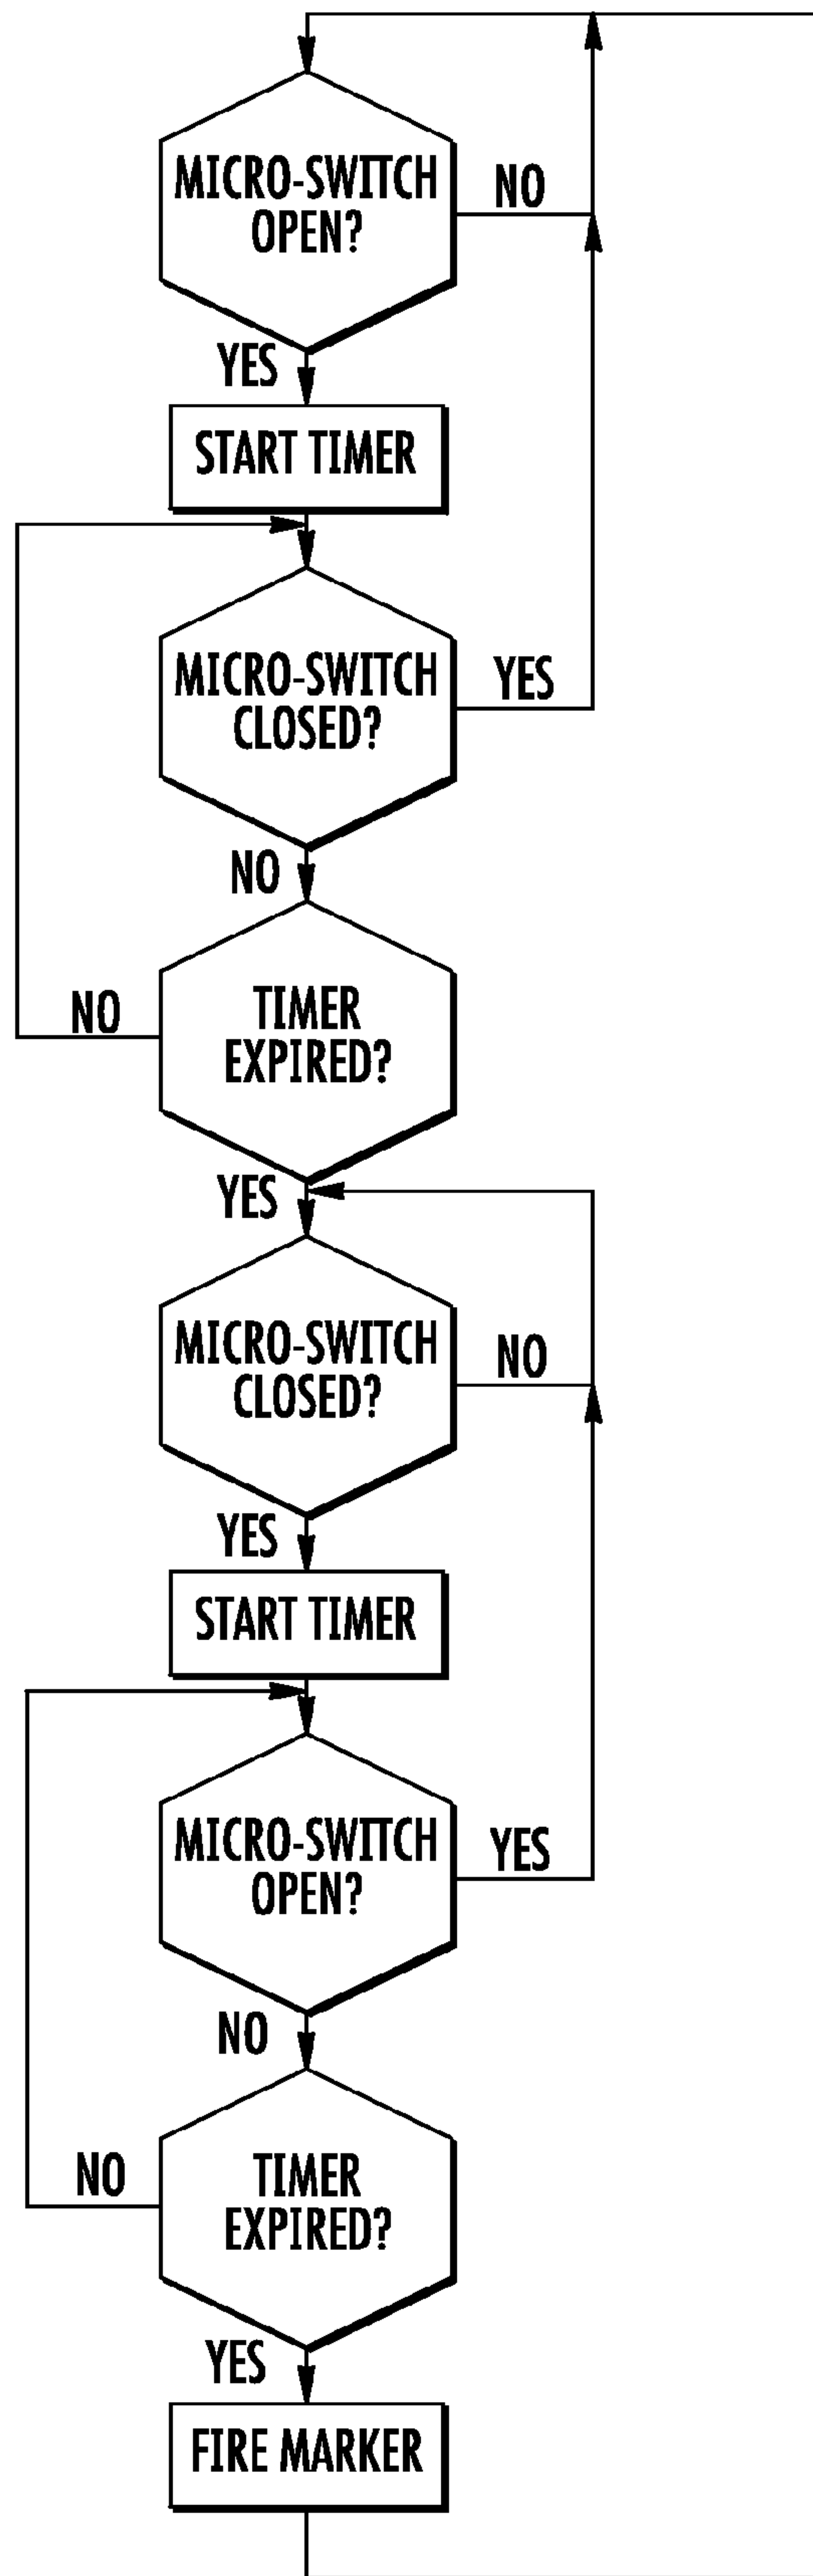 MICRO-SWITCH
OPEN?
NO
YES
START TIMER
MICRO-SWITCH
CLOSED?
YES
NO
TIMER
EXPIRED?
NO
YES
MICRO-SWITCH
CLOSED?
NO
YES
START TIMER
MICRO-SWITCH
OPEN?
YES
NO
TIMER
EXPIRED?
NO
YES
FIRE MARKER